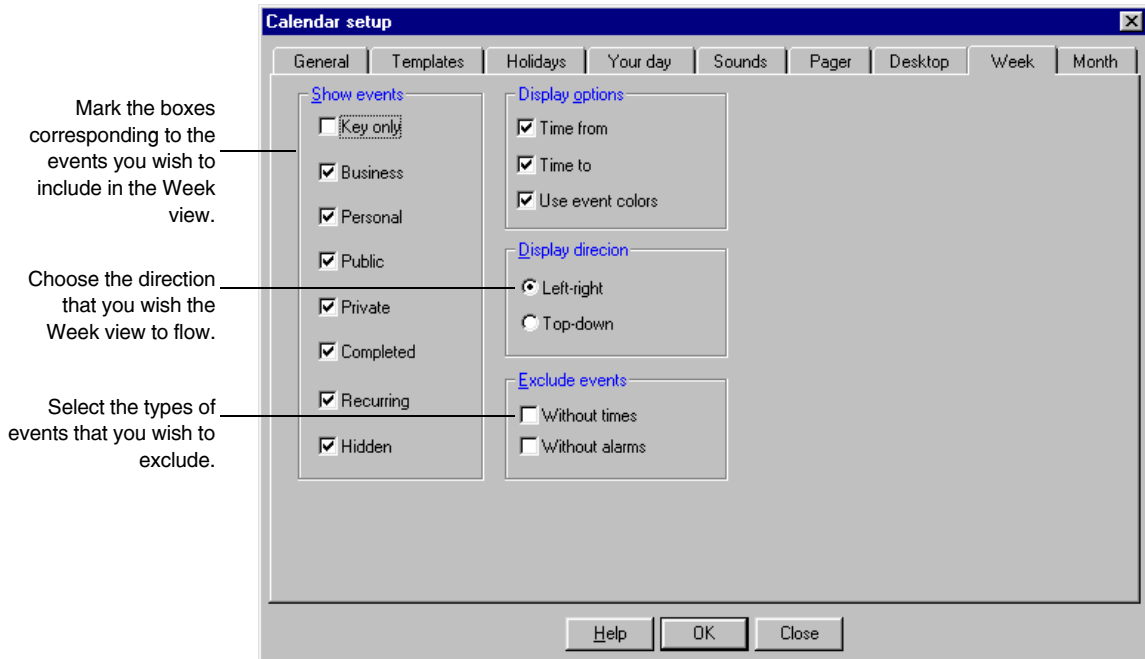 Calendar setup
General Templates Holidays Your day Sounds Pager Desktop Week Month
Mark the boxes
corresponding to the
events you wish to
include in the Week
view.
Choose the direction
that you wish the
Week view to flow.
Select the types of
events that you wish to
exclude.
Show events
Key only
Business
Personal
Public
Private
Completed
Recurring
Hidden
Display options
Time from
Time to
Use event colors
Display direcion
Left-right
Top-down
Exclude events
Without times
Without alarms
Help OK Close